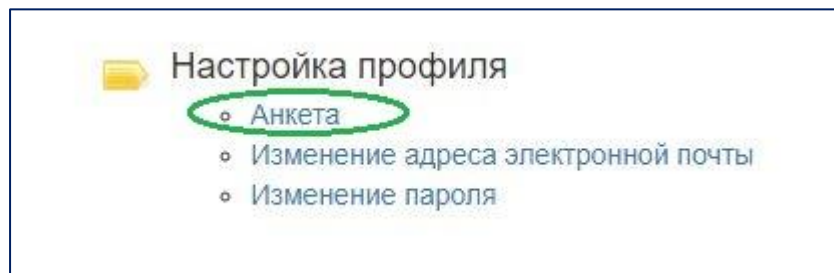 Настройка профиля
Анкета
Изменение адреса электронной почты
Изменение пароля